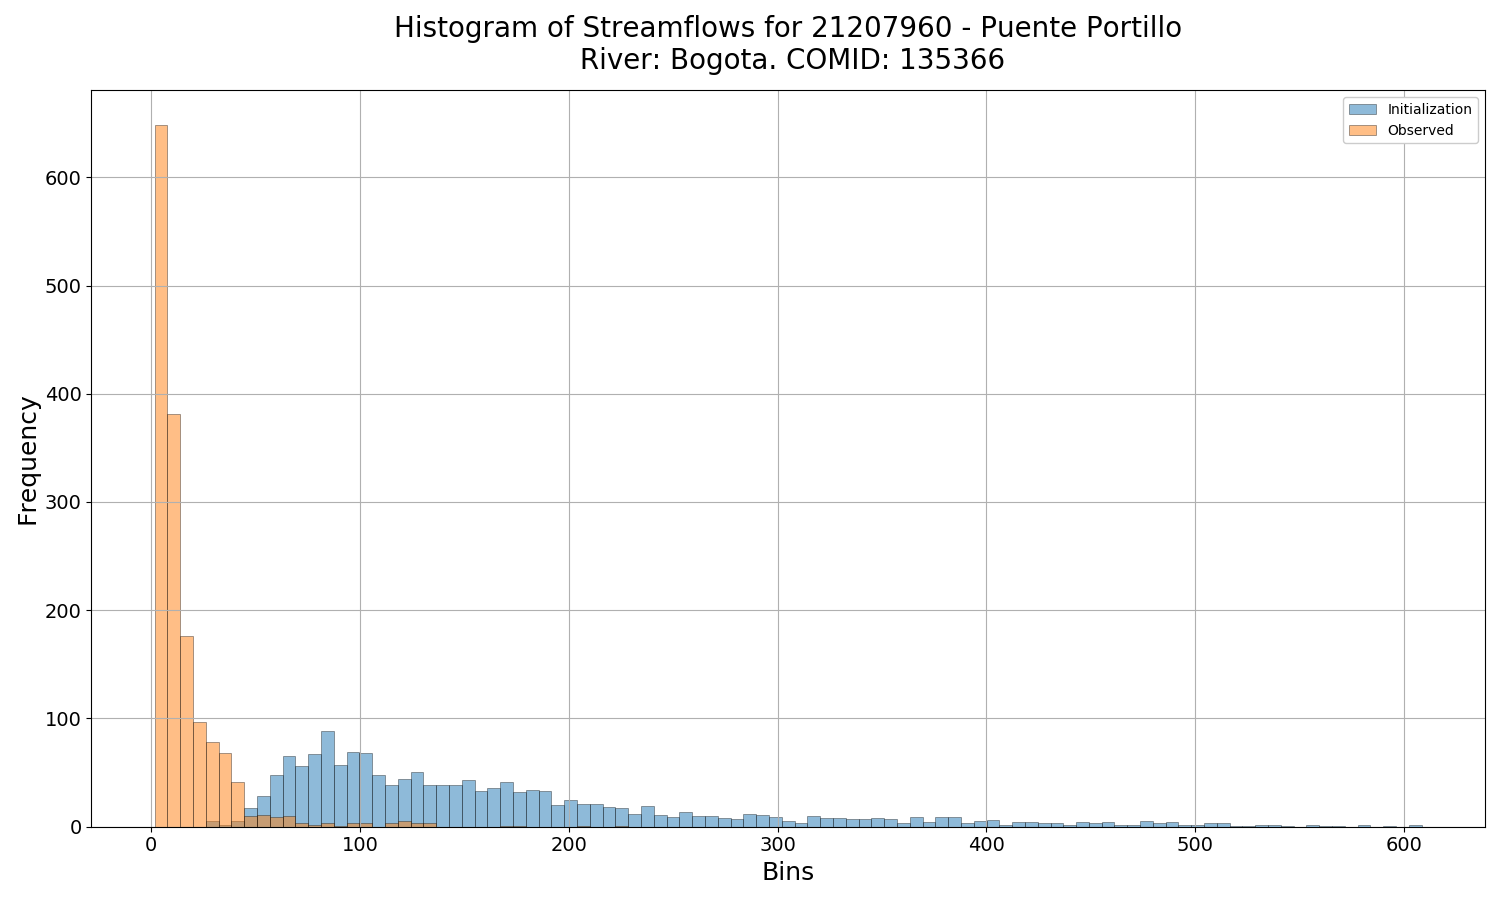 Histogram of Streamflows for 21207960 - Puente Portillo
River: Bogota. COMID: 135366
Initialization
Observed
Frequency
600
500
400
300
200
100
0
0 100 200 300 400 500 600
Bins